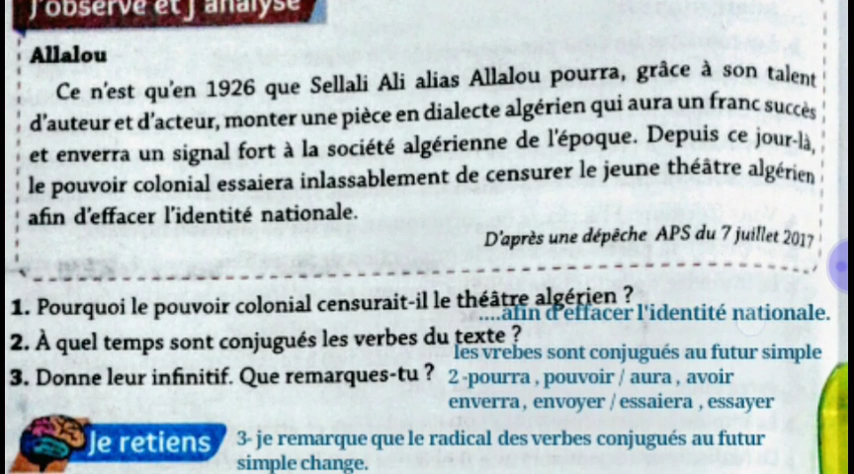 J'observe et j'analyse
Allalou
Ce n'est qu'en 1926 que Sellali Ali alias Allalou pourra, grâce à son talent
d'auteur et d'acteur, monter une pièce en dialecte algérien qui aura un franc succès
et enverra un signal fort à la société algérienne de l'époque. Depuis ce jour-là,
le pouvoir colonial essaiera inlassablement de censurer le jeune théâtre algérien
afin d'effacer l'identité nationale.
D'après une dépêche APS du 7 juillet 2017
1. Pourquoi le pouvoir colonial censurait-il le théâtre algérien ?
....afin d'effacer l'identité nationale.
2. À quel temps sont conjugués les verbes du texte ?
les vrebes sont conjugués au futur simple
3. Donne leur infinitif. Que remarques-tu ?
2 -pourra , pouvoir / aura , avoir
enverra , envoyer / essaiera , essayer
Je retiens
3- je remarque que le radical des verbes conjugués au futur
simple change.